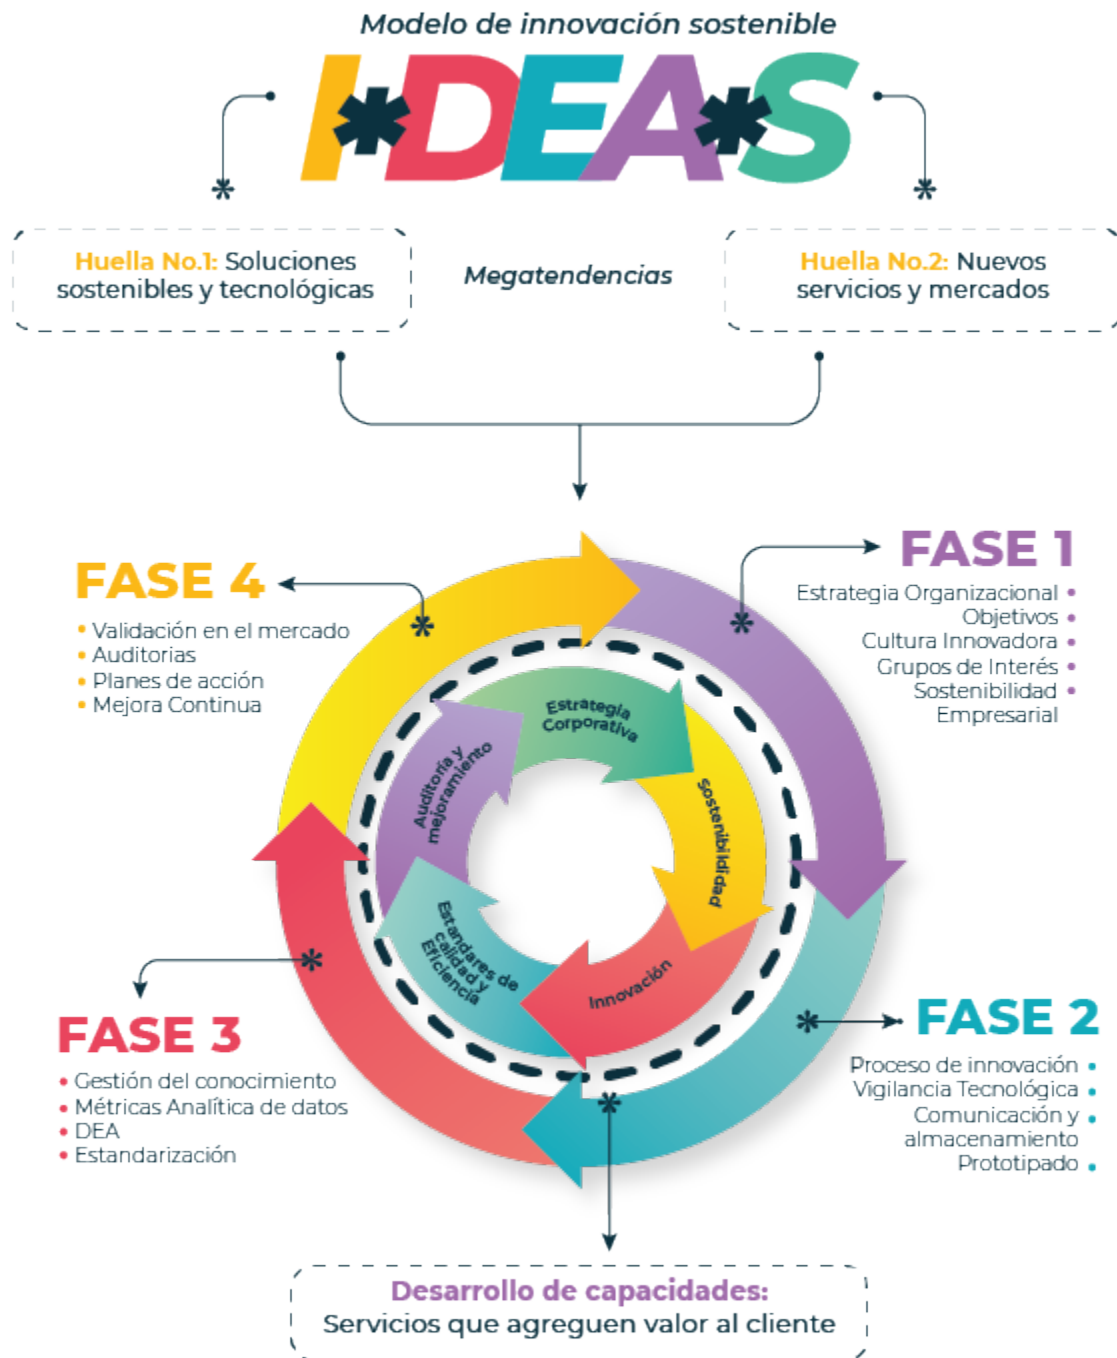 Modelo de innovación sostenible
I*DEA*S
Huella No.1: Soluciones
sostenibles y tecnológicas
Megatendencias
Huella No.2: Nuevos
servicios y mercados
FASE 1
Estrategia Organizacional •
Objetivos •
Cultura Innovadora •
Grupos de Interés •
Sostenibilidad •
Empresarial
FASE 4
• Validación en el mercado
• Auditorias
• Planes de acción
• Mejora Continua
Estrategia
Corporativa
Sostenibildidad
Innovación
Estandares de
calidad y
Eficiencia
Auditoría y
mejoramiento
FASE 2
Proceso de innovación •
Vigilancia Tecnológica •
Comunicación y •
almacenamiento
Prototipado •
FASE 3
• Gestión del conocimiento
• Métricas Analítica de datos
• DEA
• Estandarización
Desarrollo de capacidades:
Servicios que agreguen valor al cliente